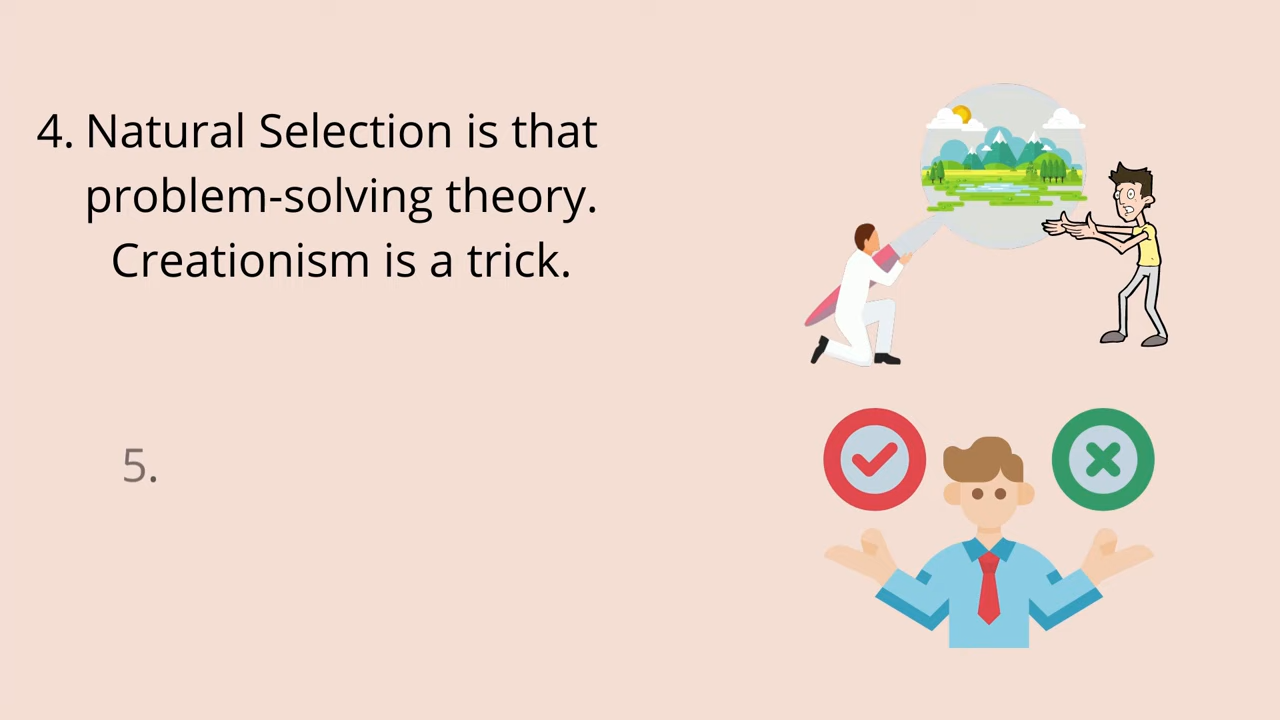 4. Natural Selection is that
problem-solving theory.
Creationism is a trick.
5.